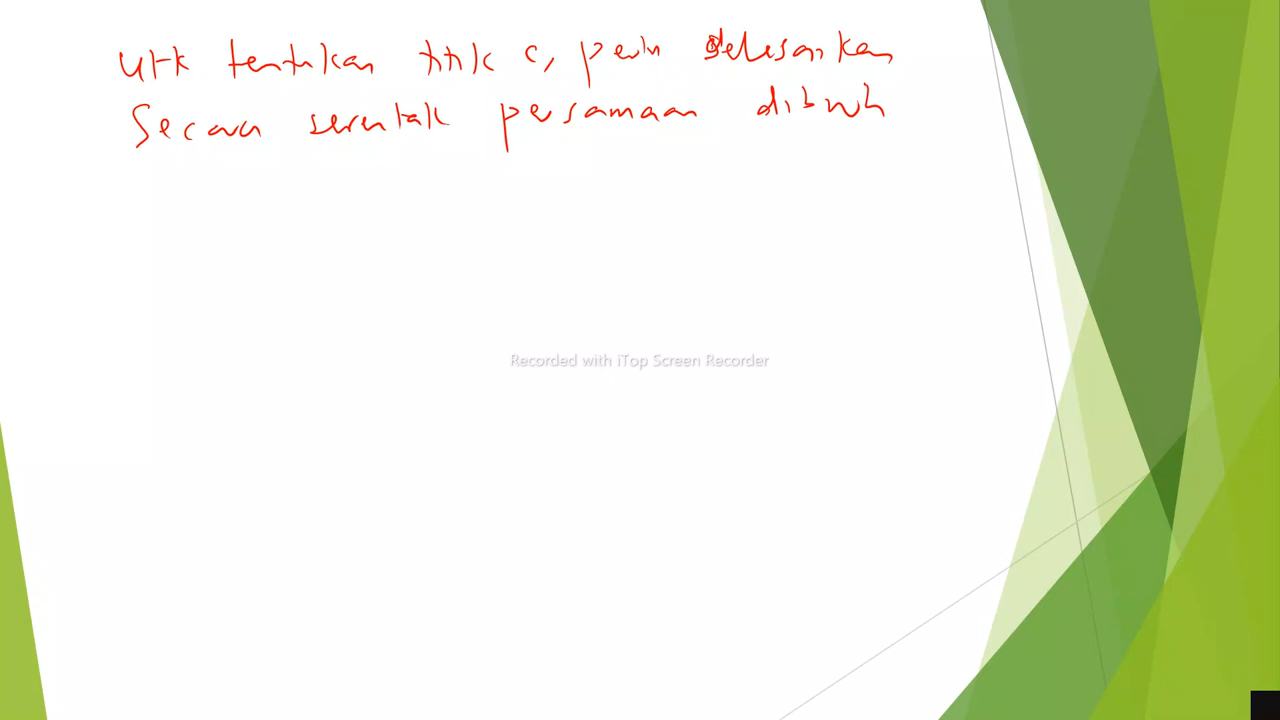 utk tentukan titik c, perlu selesaikan
Secara serentak persamaan dibwh
Recorded with iTop Screen Recorder